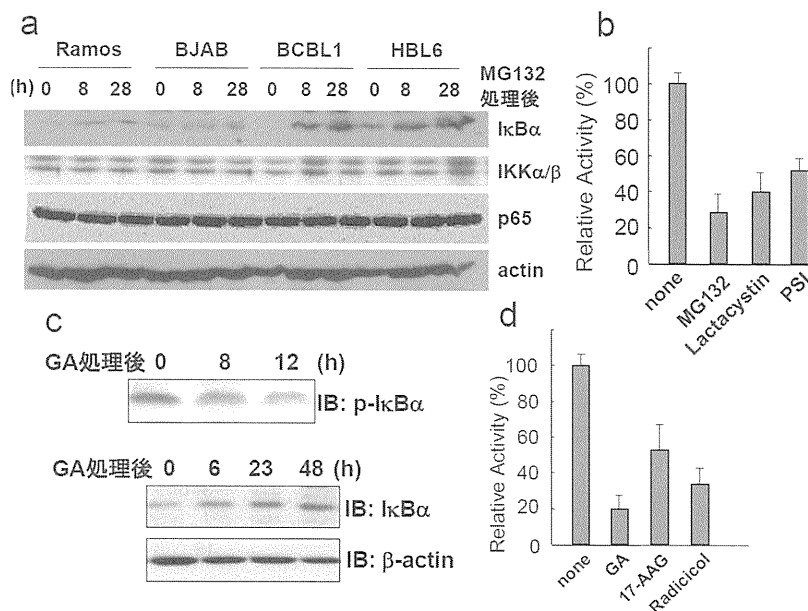 a
Ramos BJAB BCBL1 HBL6
(h) 0 8 28 0 8 28 0 8 28 0 8 28 MG132
処理後
IκBα
IKKα/β
p65
actin
b
Relative Activity (%)
100
80
60
40
20
0
none MG132 Lactacystin PSI
c
GA処理後 0 8 12 (h)
IB: p-IκBα
GA処理後 0 6 23 48 (h)
IB: IκBα
IB: β-actin
d
Relative Activity (%)
100
80
60
40
20
0
none GA 17-AAG Radicicol